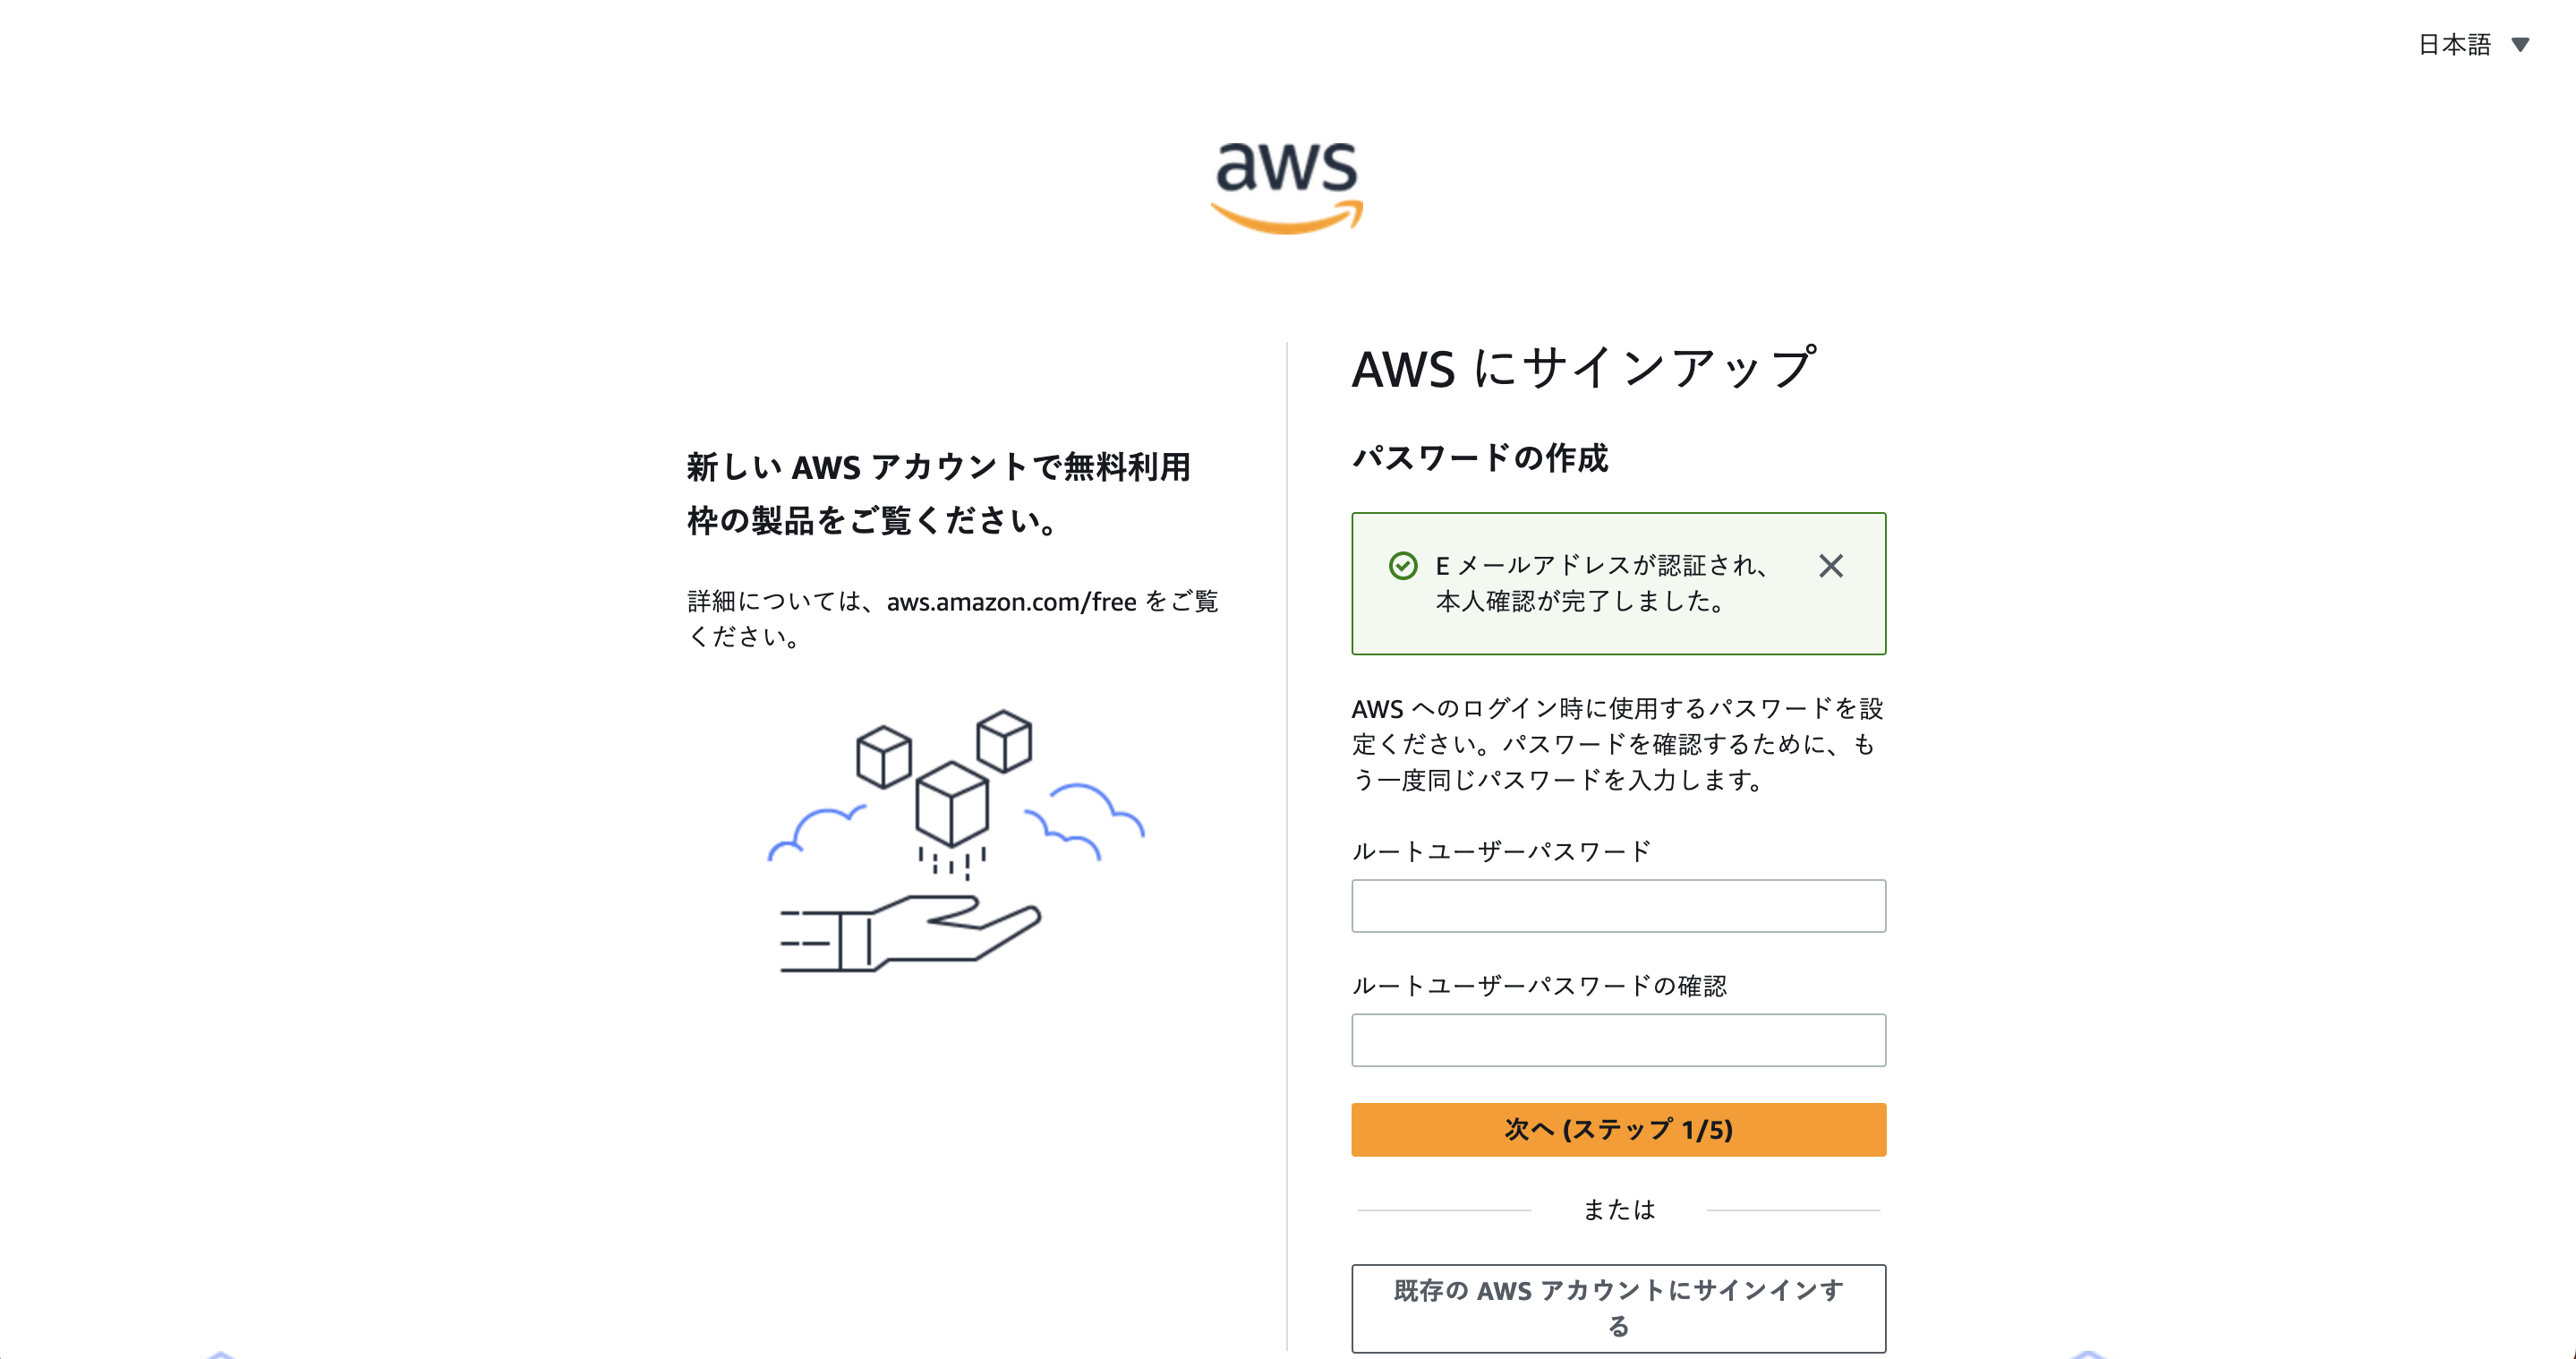 日本語
aws
新しい AWS アカウントで無料利用
枠の製品をご覧ください。
詳細については、aws.amazon.com/free をご覧
ください。
AWS にサインアップ
パスワードの作成
E メールアドレスが認証され、
本人確認が完了しました。
AWS へのログイン時に使用するパスワードを設
定ください。パスワードを確認するために、も
う一度同じパスワードを入力します。
ルートユーザーパスワード
ルートユーザーパスワードの確認
次へ (ステップ 1/5)
または
既存の AWS アカウントにサインインす
る